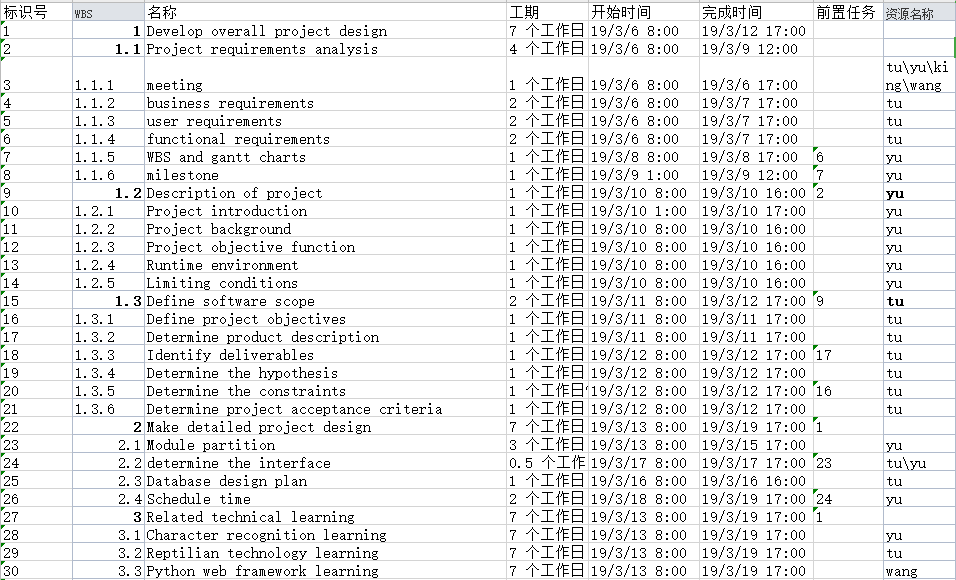 标识号 WBS 名称 工期 开始时间 完成时间 前置任务 资源名称
1 1 Develop overall project design 7 个工作日 19/3/6 8:00 19/3/12 17:00
2 1.1 Project requirements analysis 4 个工作日 19/3/6 8:00 19/3/9 12:00
tu\yu\ki
3 1.1.1 meeting 1 个工作日 19/3/6 8:00 19/3/6 17:00 ng\wang
4 1.1.2 business requirements 2 个工作日 19/3/6 8:00 19/3/7 17:00 tu
5 1.1.3 user requirements 2 个工作日 19/3/6 8:00 19/3/7 17:00 tu
6 1.1.4 functional requirements 2 个工作日 19/3/6 8:00 19/3/7 17:00 tu
7 1.1.5 WBS and gantt charts 1 个工作日 19/3/8 8:00 19/3/8 17:00 6 yu
8 1.1.6 milestone 1 个工作日 19/3/9 1:00 19/3/9 12:00 7 yu
9 1.2 Description of project 1 个工作日 19/3/10 8:00 19/3/10 16:00 2 yu
10 1.2.1 Project introduction 1 个工作日 19/3/10 1:00 19/3/10 17:00 yu
11 1.2.2 Project background 1 个工作日 19/3/10 8:00 19/3/10 16:00 yu
12 1.2.3 Project objective function 1 个工作日 19/3/10 8:00 19/3/10 16:00 yu
13 1.2.4 Runtime environment 1 个工作日 19/3/10 8:00 19/3/10 16:00 yu
14 1.2.5 Limiting conditions 1 个工作日 19/3/10 8:00 19/3/10 16:00 yu
15 1.3 Define software scope 2 个工作日 19/3/11 8:00 19/3/12 17:00 9 tu
16 1.3.1 Define project objectives 1 个工作日 19/3/11 8:00 19/3/11 17:00 tu
17 1.3.2 Determine product description 1 个工作日 19/3/11 8:00 19/3/11 17:00 tu
18 1.3.3 Identify deliverables 1 个工作日 19/3/12 8:00 19/3/12 17:00 17 tu
19 1.3.4 Determine the hypothesis 1 个工作日 19/3/12 8:00 19/3/12 17:00 tu
20 1.3.5 Determine the constraints 1 个工作日 19/3/12 8:00 19/3/12 17:00 16 tu
21 1.3.6 Determine project acceptance criteria 1 个工作日 19/3/12 8:00 19/3/12 17:00 tu
22 2 Make detailed project design 7 个工作日 19/3/13 8:00 19/3/19 17:00 1
23 2.1 Module partition 3 个工作日 19/3/13 8:00 19/3/15 17:00 yu
24 2.2 determine the interface 0.5 个工作 19/3/17 8:00 19/3/17 17:00 23 tu\yu
25 2.3 Database design plan 1 个工作日 19/3/16 8:00 19/3/16 16:00 tu
26 2.4 Schedule time 2 个工作日 19/3/18 8:00 19/3/19 17:00 24 yu
27 3 Related technical learning 7 个工作日 19/3/13 8:00 19/3/19 17:00 1
28 3.1 Character recognition learning 7 个工作日 19/3/13 8:00 19/3/19 17:00 yu
29 3.2 Reptilian technology learning 7 个工作日 19/3/13 8:00 19/3/19 17:00 tu
30 3.3 Python web framework learning 7 个工作日 19/3/13 8:00 19/3/19 17:00 wang